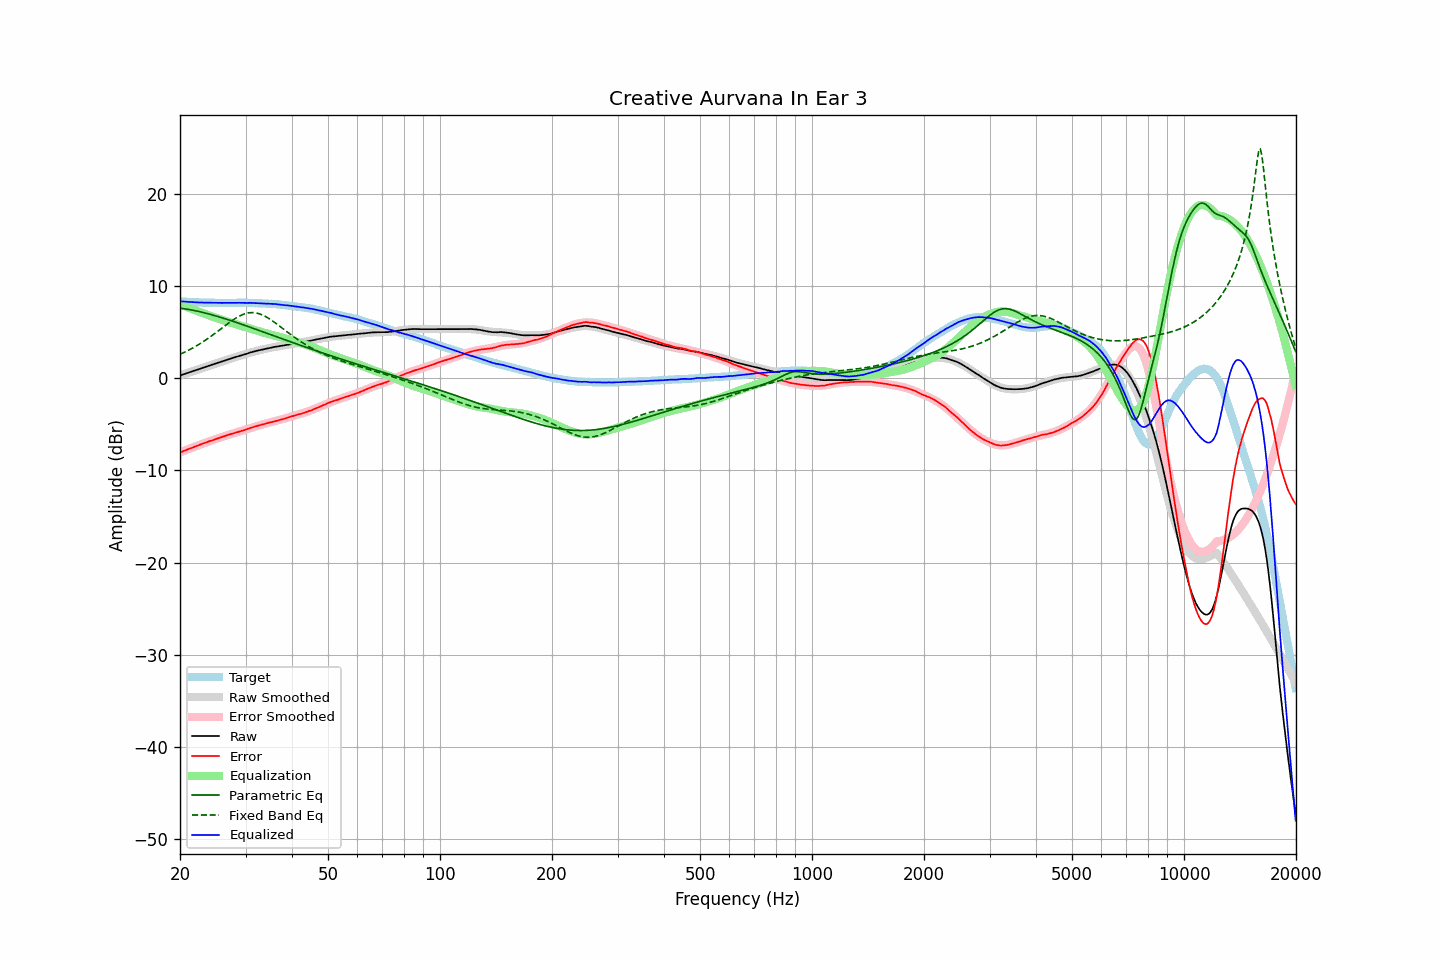 Creative Aurvana In Ear 3
Amplitude (dBr)
20
10
0
−10
−20
−30
−40
−50
Target
Raw Smoothed
Error Smoothed
Raw
Error
Equalization
Parametric Eq
Fixed Band Eq
Equalized
20 50 100 200 500 1000 2000 5000 10000 20000
Frequency (Hz)